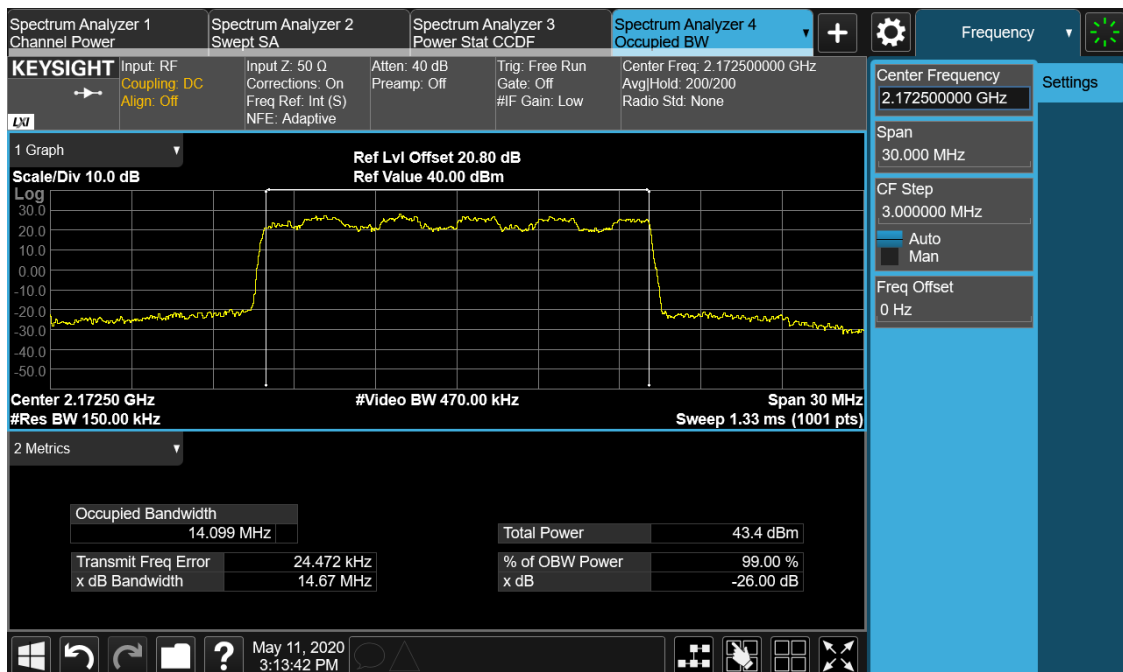 Spectrum Analyzer 1
Channel Power
Spectrum Analyzer 2
Swept SA
Spectrum Analyzer 3
Power Stat CCDF
Spectrum Analyzer 4
Occupied BW
Frequency
KEYSIGHT
LXI
Input: RF
Coupling: DC
Align: Off
Input Z: 50 Ω
Corrections: On
Freq Ref: Int (S)
NFE: Adaptive
Atten: 40 dB
Preamp: Off
Trig: Free Run
Gate: Off
#IF Gain: Low
Center Freq: 2.172500000 GHz
Avg|Hold: 200/200
Radio Std: None
Center Frequency
2.172500000 GHz
Settings
Span
30.000 MHz
CF Step
3.000000 MHz
Auto
Man
Freq Offset
0 Hz
1 Graph
Scale/Div 10.0 dB
Ref Lvl Offset 20.80 dB
Ref Value 40.00 dBm
Log
30.0
20.0
10.0
0.00
-10.0
-20.0
-30.0
-40.0
-50.0
Center 2.17250 GHz
#Video BW 470.00 kHz
Span 30 MHz
#Res BW 150.00 kHz
Sweep 1.33 ms (1001 pts)
2 Metrics
Occupied Bandwidth
14.099 MHz
Total Power 43.4 dBm
Transmit Freq Error 24.472 kHz
% of OBW Power 99.00 %
x dB Bandwidth 14.67 MHz
x dB -26.00 dB
?
May 11, 2020
3:13:42 PM